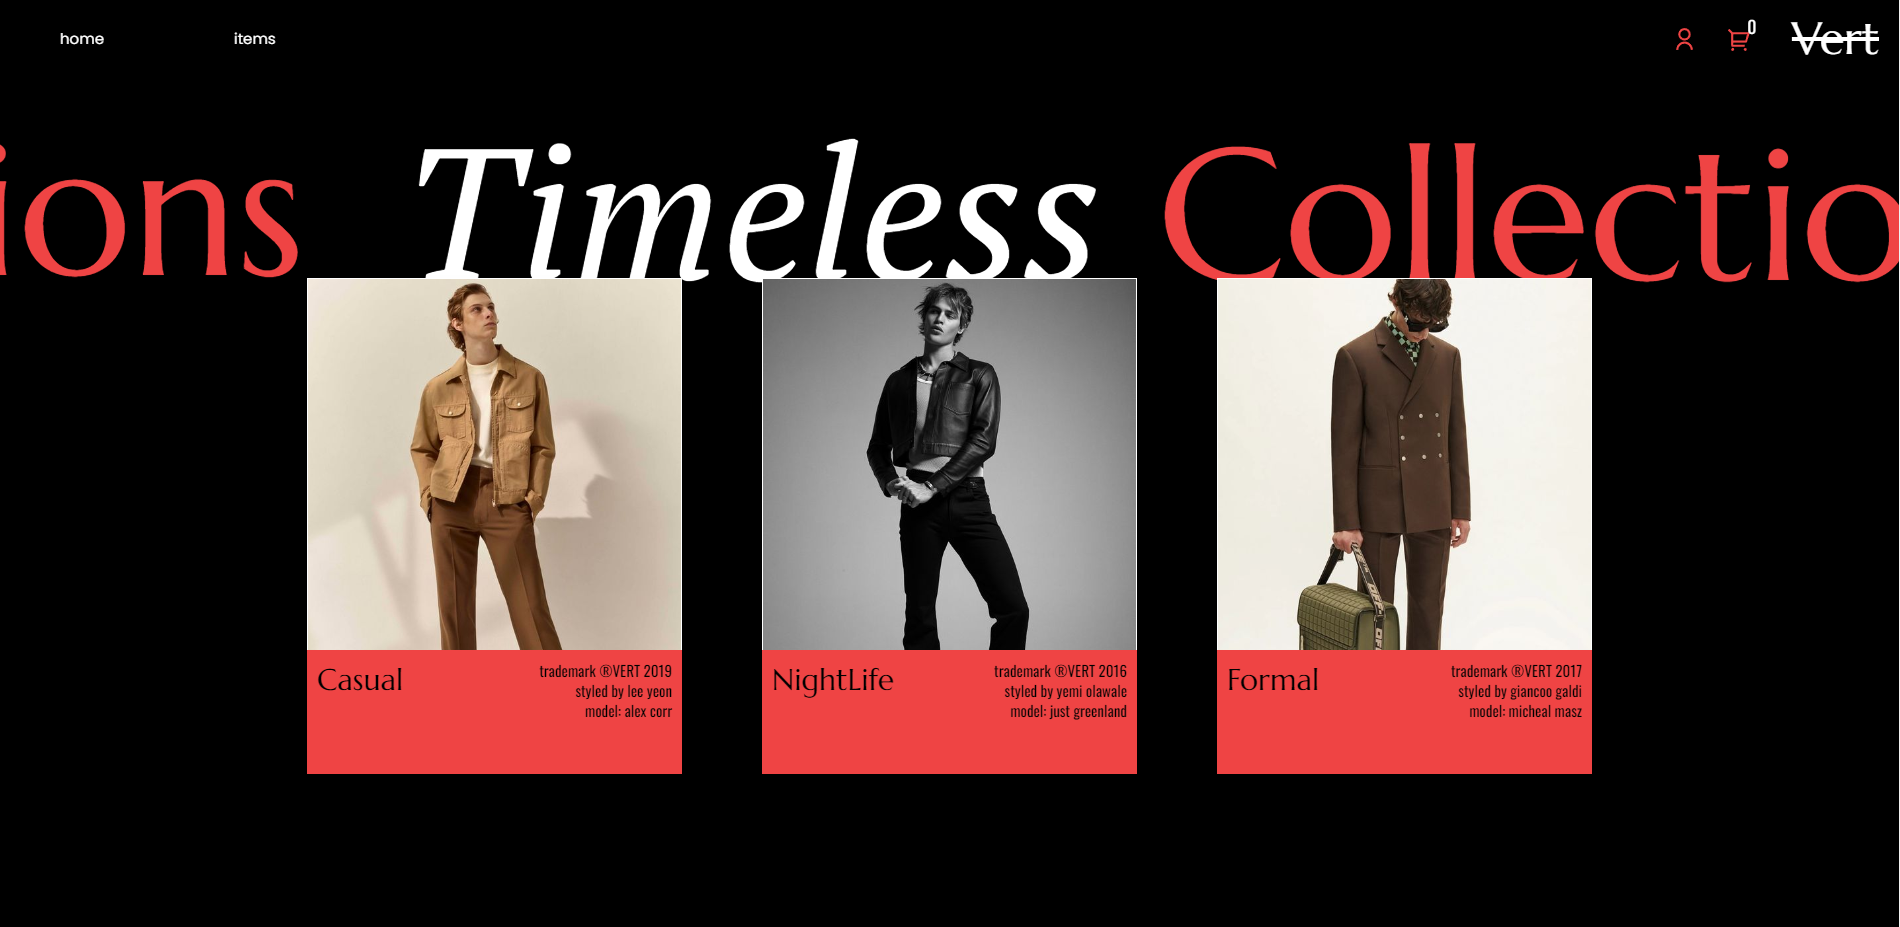 home items 0 Vert
ions Timeless Collectio
Casual
trademark ®VERT 2019
styled by lee yeon
model: alex corr
NightLife
trademark ®VERT 2016
styled by yemi olawale
model: just greenland
Formal
trademark ®VERT 2017
styled by giancoo galdi
model: micheal masz